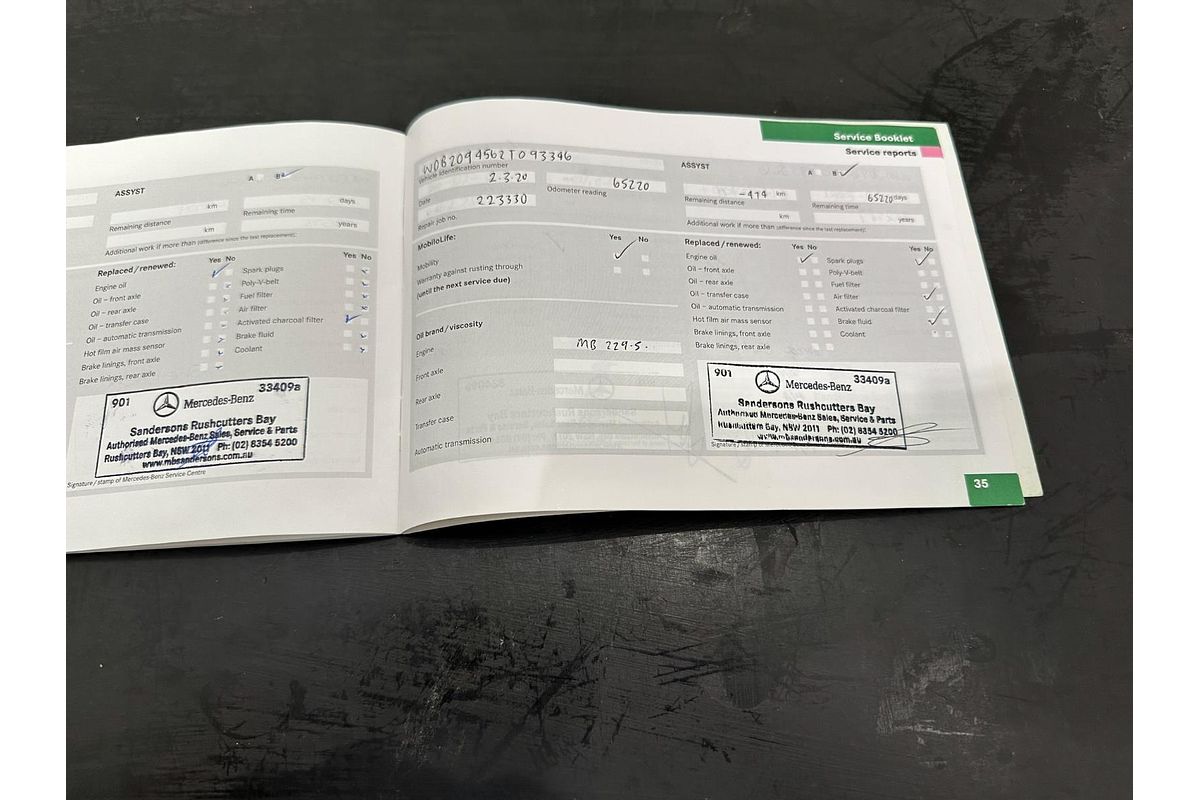 ASSYST
A B
km
days
Remaining distance
Remaining time
km
years
Additional work if more than (difference since the last replacement):
Replaced / renewed:
Yes No
Yes No
Engine oil
Spark plugs
Oil – front axle
Poly-V-belt
Oil – rear axle
Fuel filter
Oil – transfer case
Air filter
Oil – automatic transmission
Activated charcoal filter
Hot film air mass sensor
Brake fluid
Brake linings, front axle
Coolant
Brake linings, rear axle
901
Mercedes-Benz
33409a
Sandersons Rushcutters Bay
Authorised Mercedes-Benz Sales, Service & Parts
Rushcutters Bay, NSW 2011 Ph: (02) 8354 5200
www.mbsandersons.com.au
Signature / stamp of Mercedes-Benz Service Centre
Service Booklet
Service reports
WDB2094562T093346
Vehicle identification number
2-3-20
65220
Date
Odometer reading
223330
Repair job no.
MobiloLife:
Yes
No
Mobility
Warranty against rusting through
(until the next service due)
Oil brand / viscosity
Engine
MB 229.5.
Front axle
Rear axle
Transfer case
Automatic transmission
ASSYST
A B
km
65220 days
Remaining distance
Remaining time
km
years
Additional work if more than (difference since the last replacement):
Replaced / renewed:
Yes No
Yes No
Engine oil
Spark plugs
Oil – front axle
Poly-V-belt
Oil – rear axle
Fuel filter
Oil – transfer case
Air filter
Oil – automatic transmission
Activated charcoal filter
Hot film air mass sensor
Brake fluid
Brake linings, front axle
Coolant
Brake linings, rear axle
901
Mercedes-Benz
33409a
Sandersons Rushcutters Bay
Authorised Mercedes-Benz Sales, Service & Parts
Rushcutters Bay, NSW 2011 Ph: (02) 8354 5200
www.mbsandersons.com.au
35